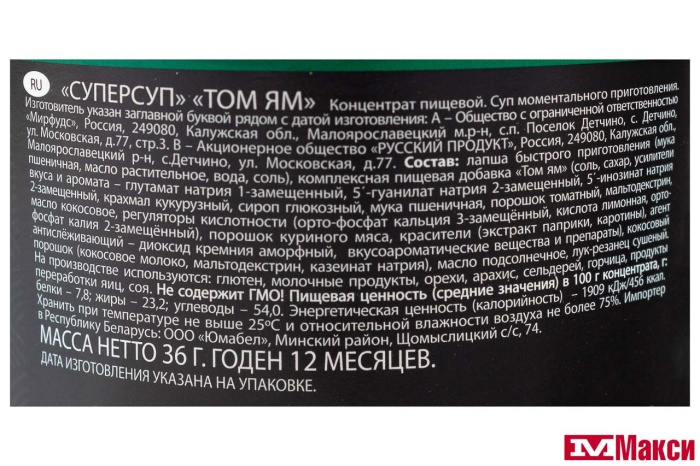 RU «СУПЕРСУП» «ТОМ ЯМ» Концентрат пищевой. Суп моментального приготовления.
Изготовитель указан заглавной буквой рядом с датой изготовления: А – Общество с ограниченной ответственностью
«Мирфудс», Россия, 249080, Калужская обл., Малоярославецкий м.р-н, с.п. Поселок Детчино, с. Детчино,
ул. Московская, д.77, стр.3. В – Акционерное общество «РУССКИЙ ПРОДУКТ», Россия, 249080, Калужская обл.,
Малоярославецкий р-н, с.Детчино, ул. Московская, д.77. Состав: лапша быстрого приготовления (мука
пшеничная, масло растительное, вода, соль), комплексная пищевая добавка «Том ям» (соль, сахар, усилители
вкуса и аромата – глутамат натрия 1-замещенный, 5´-гуанилат натрия 2-замещенный, 5´-инозинат натрия
2-замещенный, крахмал кукурузный, сироп глюкозный, мука пшеничная, порошок томатный, мальтодекстрин,
масло кокосовое, регуляторы кислотности (орто-фосфат кальция 3-замещённый, кислота лимонная, орто-
фосфат калия 2-замещённый), порошок куриного мяса, красители (экстракт паприки, каротины), агент
антислёживающий – диоксид кремния аморфный, вкусоароматические вещества и препараты), кокосовый
порошок (кокосовое молоко, мальтодекстрин, казеинат натрия), масло подсолнечное, лук-резанец сушеный.
На производстве используются: глютен, молочные продукты, орехи, арахис, сельдерей, горчица, продукты
переработки яиц, соя. Не содержит ГМО! Пищевая ценность (средние значения) в 100 г концентрата, г:
белки – 7,8; жиры – 23,2; углеводы – 54,0. Энергетическая ценность (калорийность) – 1909 кДж/456 ккал.
Хранить при температуре не выше 25ºС и относительной влажности воздуха не более 75%. Импортер
в Республику Беларусь: ООО «Юмабел», Минский район, Щомыслицкий с/с, 74.
МАССА НЕТТО 36 Г. ГОДЕН 12 МЕСЯЦЕВ.
ДАТА ИЗГОТОВЛЕНИЯ УКАЗАНА НА УПАКОВКЕ.
Макси